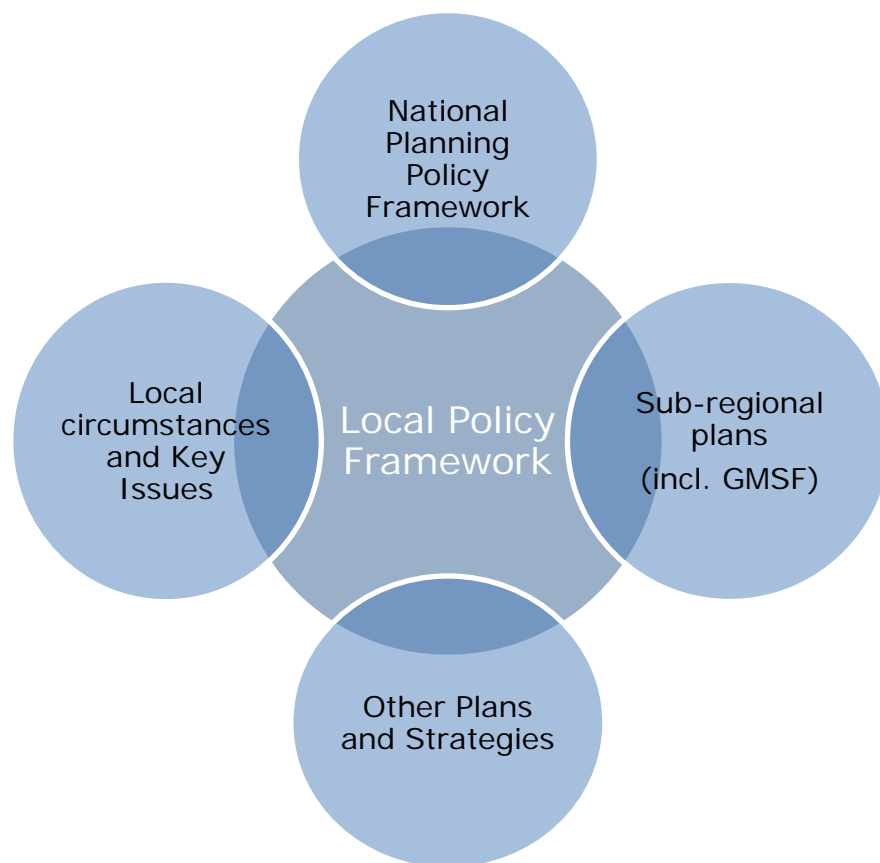 National
Planning
Policy
Framework
Local
circumstances
and Key
Issues
Local Policy
Framework
Sub-regional
plans
(incl. GMSF)
Other Plans
and Strategies